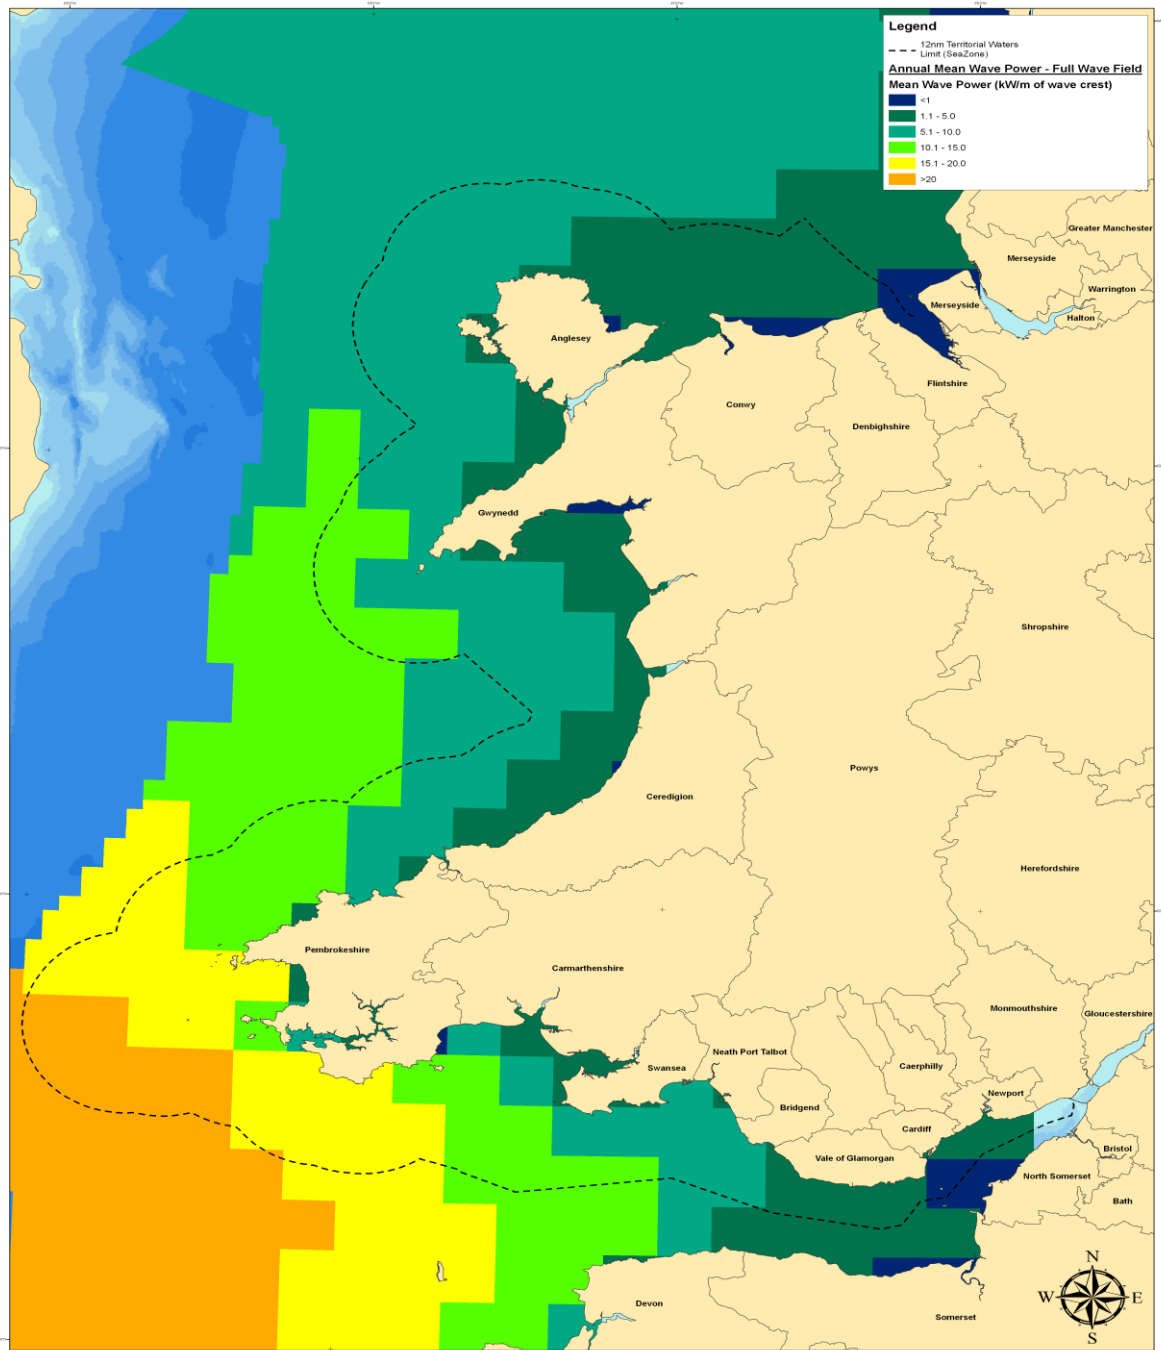 Legend
12nm Territorial Waters
Limit (SeaZone)
Annual Mean Wave Power - Full Wave Field
Mean Wave Power (kW/m of wave crest)
<1
1.1 - 5.0
5.1 - 10.0
10.1 - 15.0
15.1 - 20.0
>20
Greater Manchester
Merseyside
Warrington
Merseyside
Halton
Anglesey
Flintshire
Conwy
Denbighshire
Gwynedd
Shropshire
Powys
Ceredigion
Herefordshire
Pembrokeshire
Carmarthenshire
Monmouthshire
Gloucestershire
Neath Port Talbot
Swansea
Caerphilly
Newport
Bridgend
Cardiff
Bristol
Vale of Glamorgan
North Somerset
Bath
N
W
E
S
Devon
Somerset